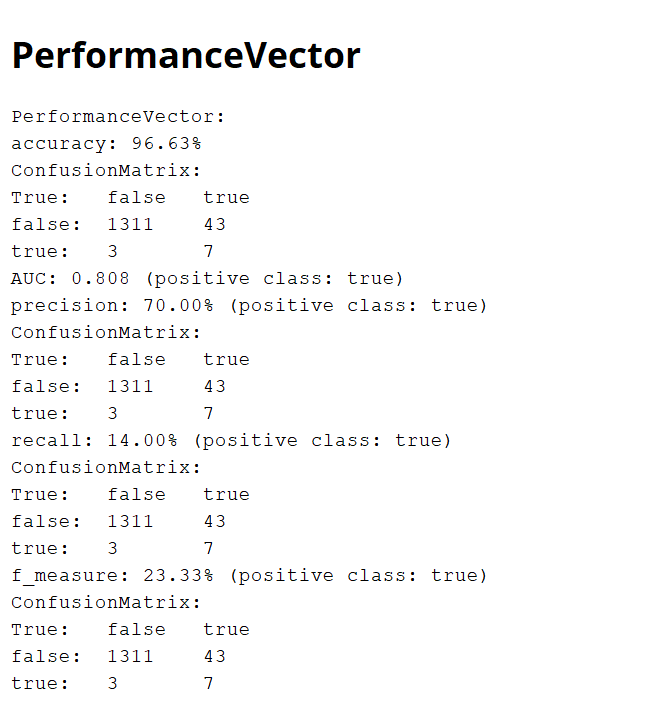 PerformanceVector
PerformanceVector:
accuracy: 96.63%
ConfusionMatrix:
True:   false   true
false:  1311    43
true:   3       7
AUC: 0.808 (positive class: true)
precision: 70.00% (positive class: true)
ConfusionMatrix:
True:   false   true
false:  1311    43
true:   3       7
recall: 14.00% (positive class: true)
ConfusionMatrix:
True:   false   true
false:  1311    43
true:   3       7
f_measure: 23.33% (positive class: true)
ConfusionMatrix:
True:   false   true
false:  1311    43
true:   3       7